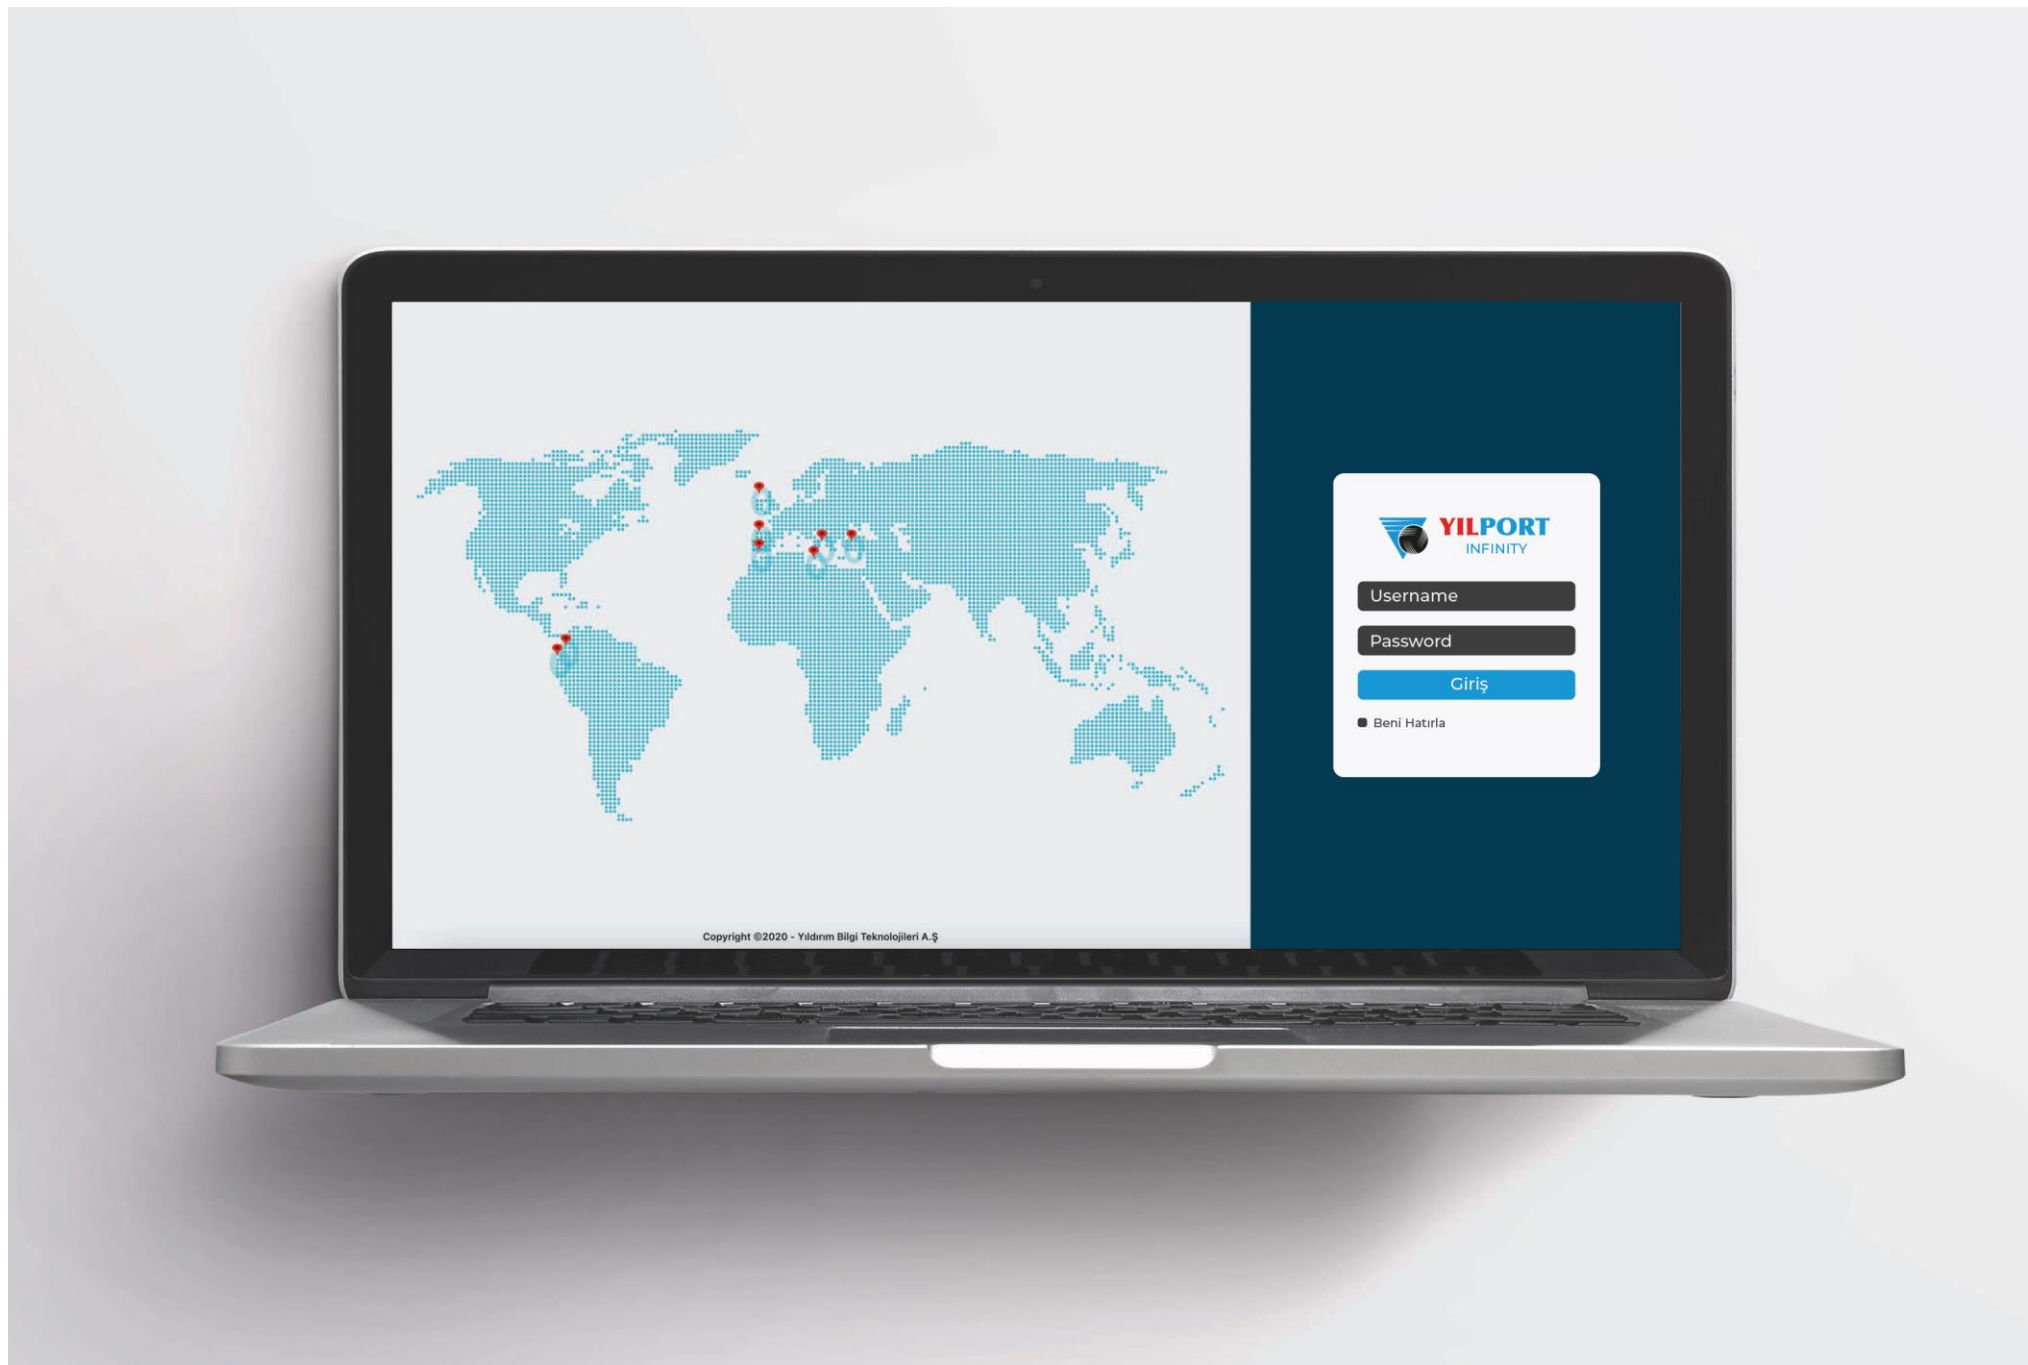 YILPORT
INFINITY
Username
Password
Giriş
Beni Hatırla
Copyright ©2020 - Yıldırım Bilgi Teknolojileri A.Ş